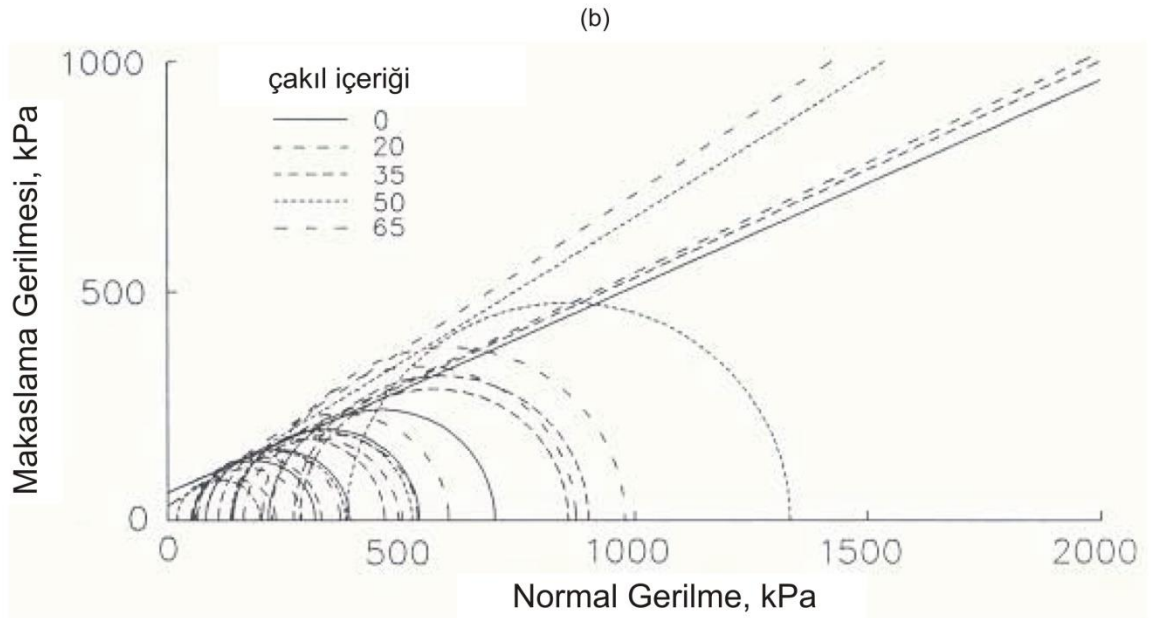 (b)
1000
çakıl içeriği
0
20
35
50
65
500
0
Makaslama Gerilmesi, kPa
0 500 1000 1500 2000
Normal Gerilme, kPa